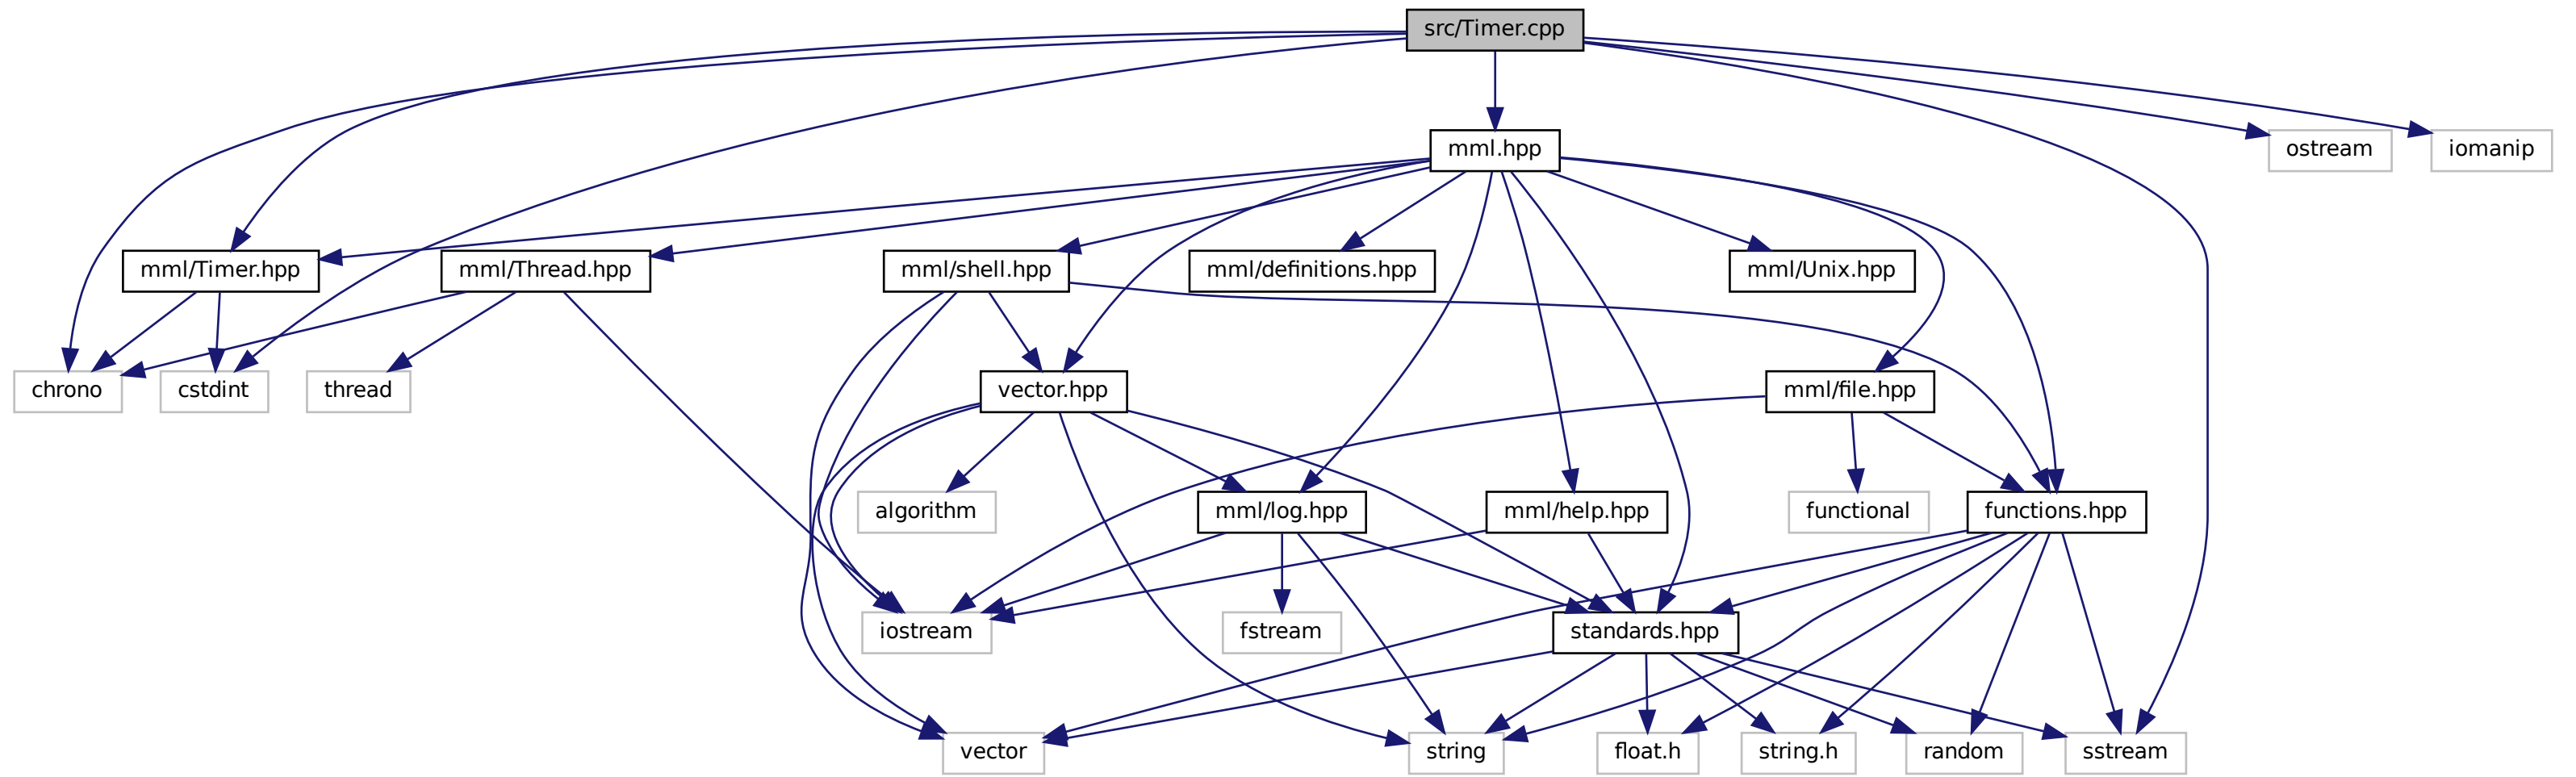 src/Timer.cpp
mml.hpp
ostream
iomanip
mml/Timer.hpp
mml/Thread.hpp
mml/shell.hpp
mml/definitions.hpp
mml/Unix.hpp
chrono
cstdint
thread
vector.hpp
mml/file.hpp
algorithm
mml/log.hpp
mml/help.hpp
functional
functions.hpp
iostream
fstream
standards.hpp
vector
string
float.h
string.h
random
sstream